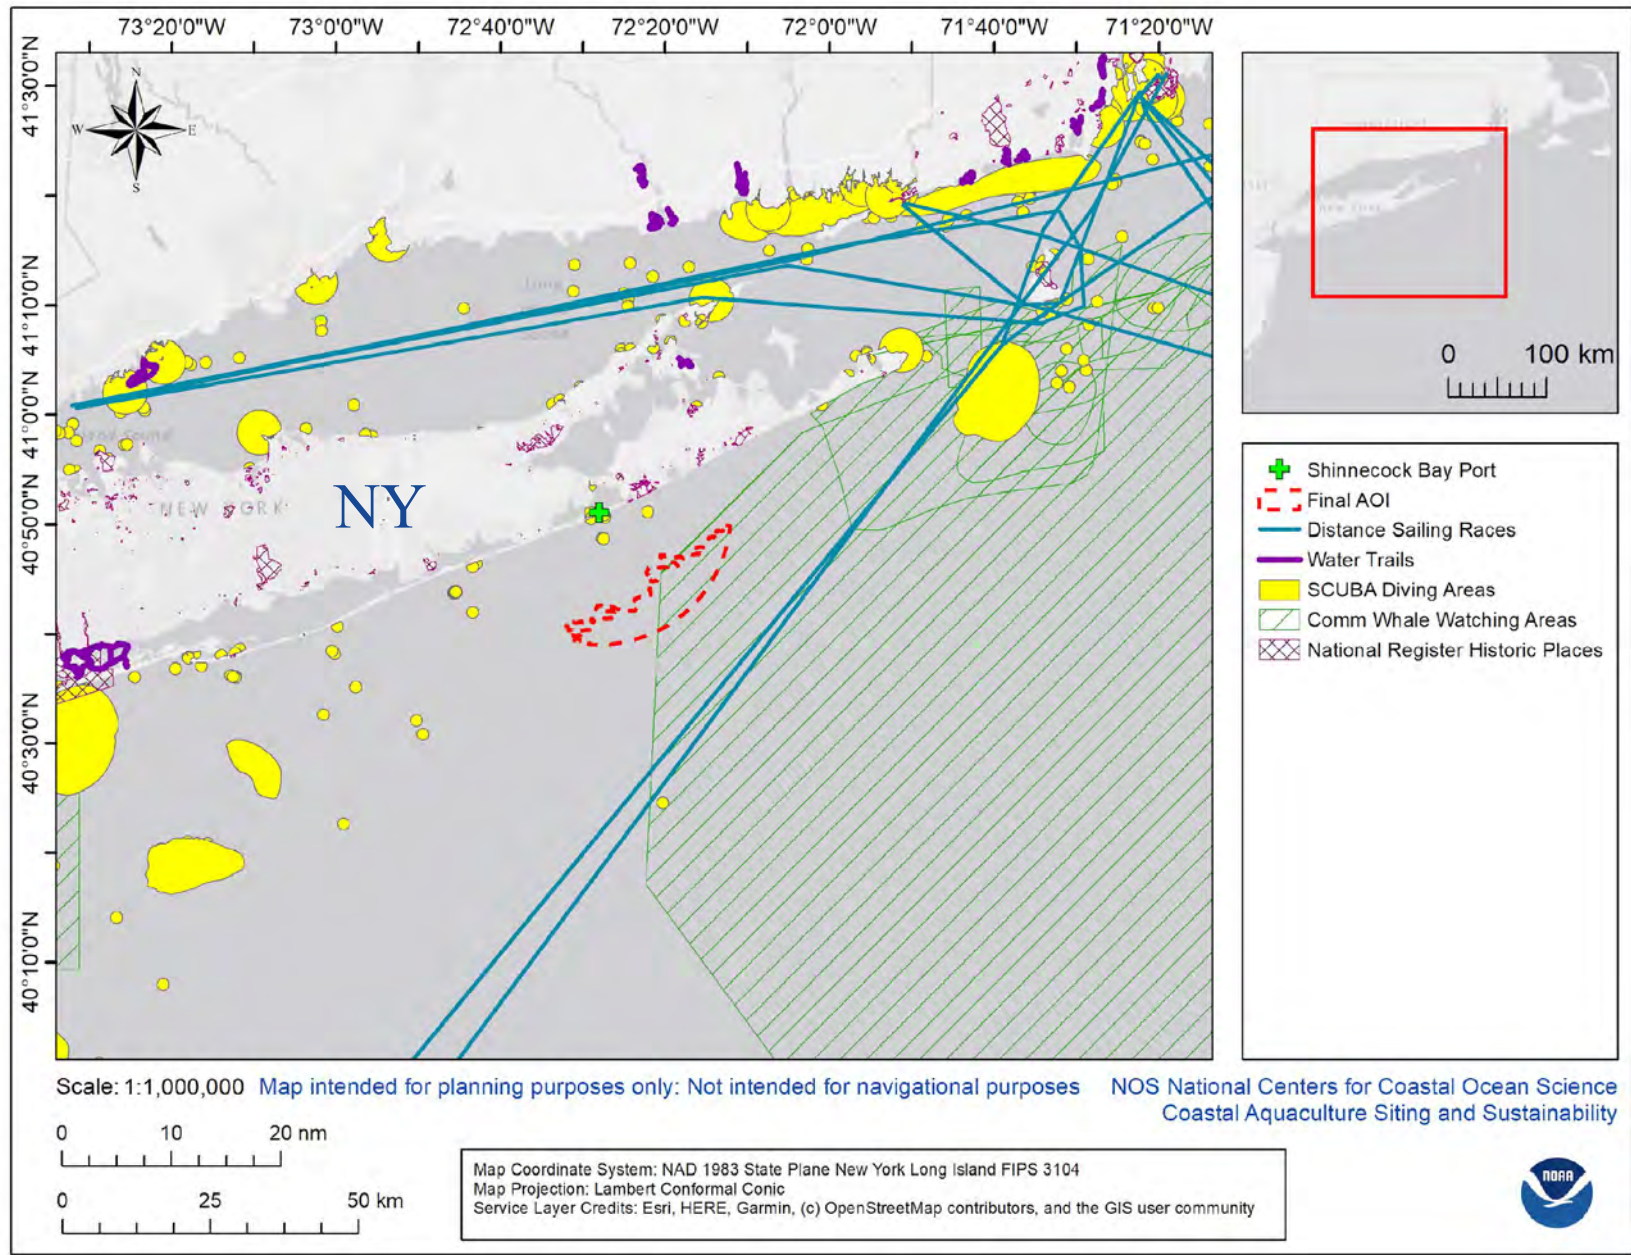 73°20'0"W 73°0'0"W 72°40'0"W 72°20'0"W 72°0'0"W 71°40'0"W 71°20'0"W
41°30'0"N
41°10'0"N
41°0'0"N
40°50'0"N
40°30'0"N
40°10'0"N
N
W E
S
Long
Island Sound
NEW YORK
NY
0 100 km
Shinnecock Bay Port
Final AOI
Distance Sailing Races
Water Trails
SCUBA Diving Areas
Comm Whale Watching Areas
National Register Historic Places
Scale: 1:1,000,000 Map intended for planning purposes only: Not intended for navigational purposes
NOS National Centers for Coastal Ocean Science
Coastal Aquaculture Siting and Sustainability
0 10 20 nm
0 25 50 km
Map Coordinate System: NAD 1983 State Plane New York Long Island FIPS 3104
Map Projection: Lambert Conformal Conic
Service Layer Credits: Esri, HERE, Garmin, (c) OpenStreetMap contributors, and the GIS user community
NOAA